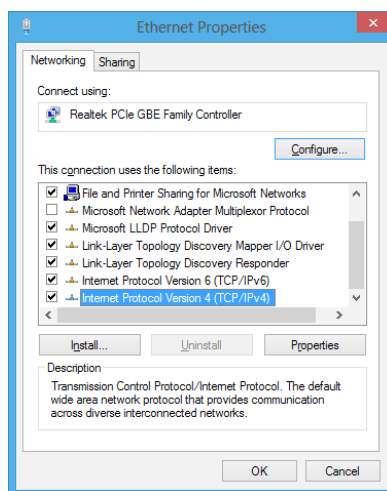 Ethernet Properties
Networking
Sharing
Connect using:
Realtek PCIe GBE Family Controller
Configure...
This connection uses the following items:
File and Printer Sharing for Microsoft Networks
Microsoft Network Adapter Multiplexor Protocol
Microsoft LLDP Protocol Driver
Link-Layer Topology Discovery Mapper I/O Driver
Link-Layer Topology Discovery Responder
Internet Protocol Version 6 (TCP/IPv6)
Internet Protocol Version 4 (TCP/IPv4)
Install...
Uninstall
Properties
Description
Transmission Control Protocol/Internet Protocol. The default
wide area network protocol that provides communication
across diverse interconnected networks.
OK
Cancel